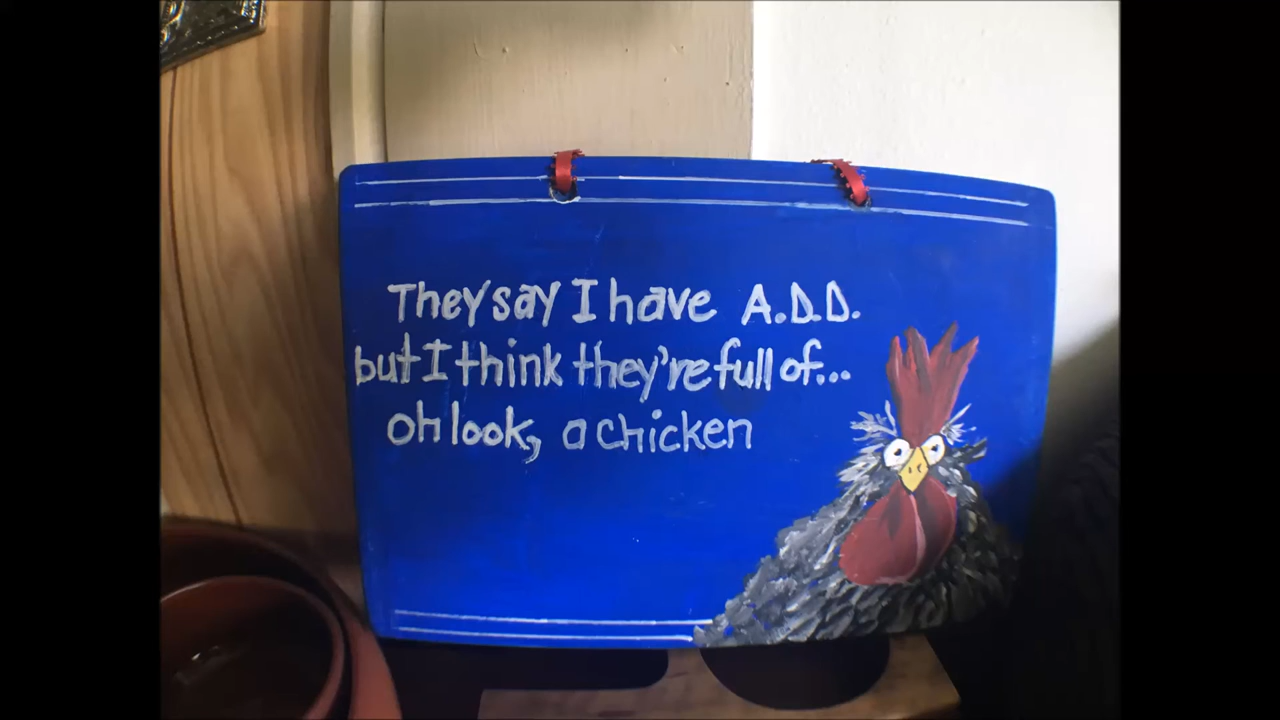 They say I have A.D.D.
but I think they're full of...
oh look, a chicken